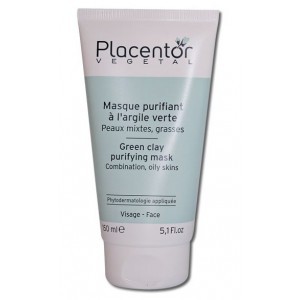 Placentor
VEGETAL
Masque purifiant
à l'argile verte
Peaux mixtes, grasses
Green clay
purifying mask
Combination, oily skins
Phytodermatologie appliquée
Visage - Face
150 ml ℮ 5,1 Fl.oz